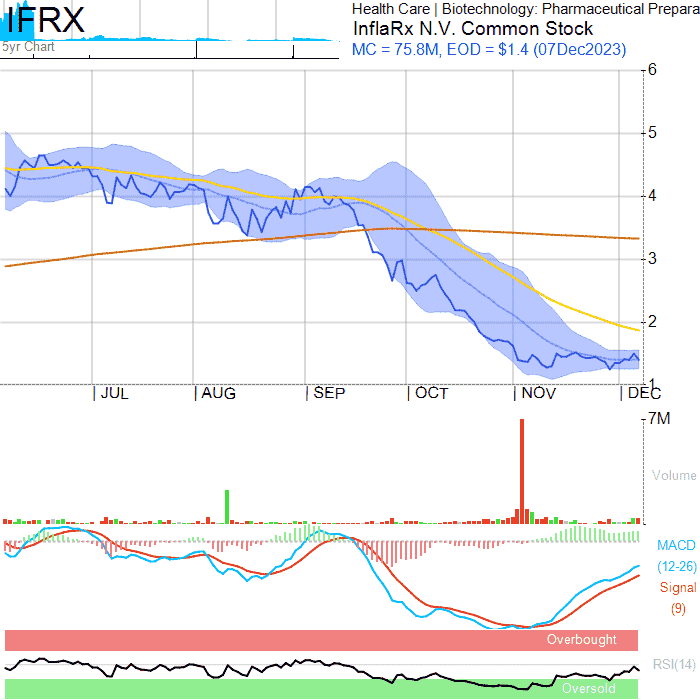 IFRX
5yr Chart
Health Care | Biotechnology: Pharmaceutical Prepara
InflaRx N.V. Common Stock
MC = 75.8M, EOD = $1.4 (07Dec2023)
6
5
4
3
2
1
JUL AUG SEP OCT NOV DEC
7M
Volume
MACD
(12-26)
Signal
(9)
Overbought
RSI(14)
Oversold